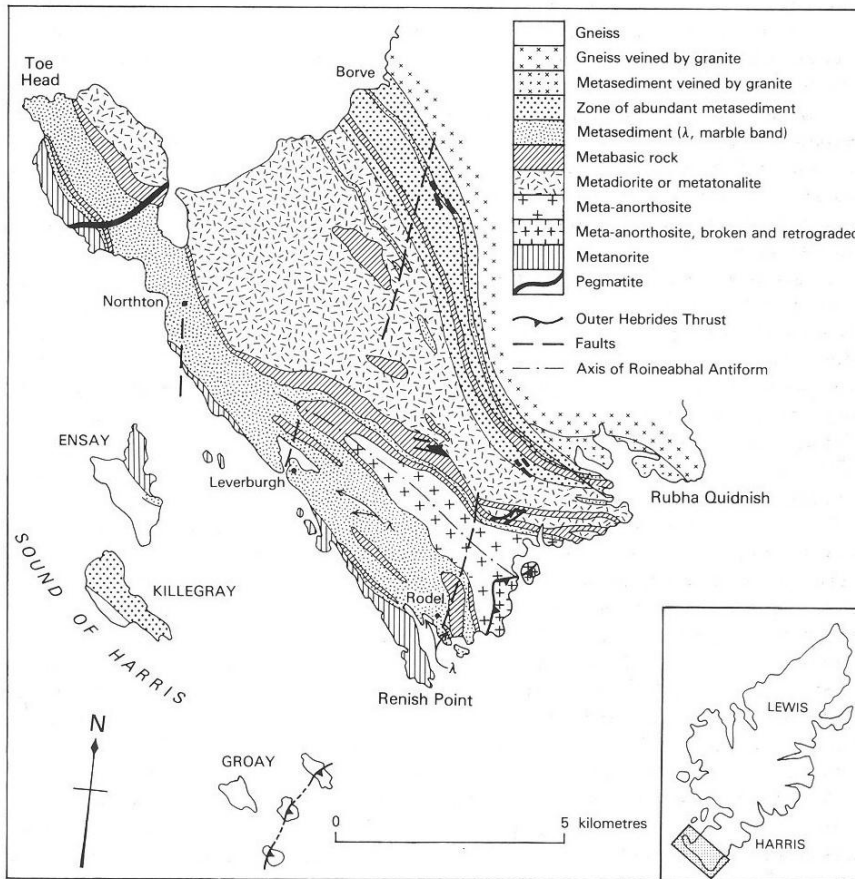 Toe
Head
Borve
Northton
ENSAY
Leverburgh
λ
KILLEGRAY
SOUND OF HARRIS
Rodel
λ
Renish Point
Rubha Quidnish
N
GROAY
0 5 kilometres
Gneiss
Gneiss veined by granite
Metasediment veined by granite
Zone of abundant metasediment
Metasediment (λ, marble band)
Metabasic rock
Metadiorite or metatonalite
Meta-anorthosite
Meta-anorthosite, broken and retrograded
Metanorite
Pegmatite
Outer Hebrides Thrust
Faults
Axis of Roineabhal Antiform
LEWIS
HARRIS